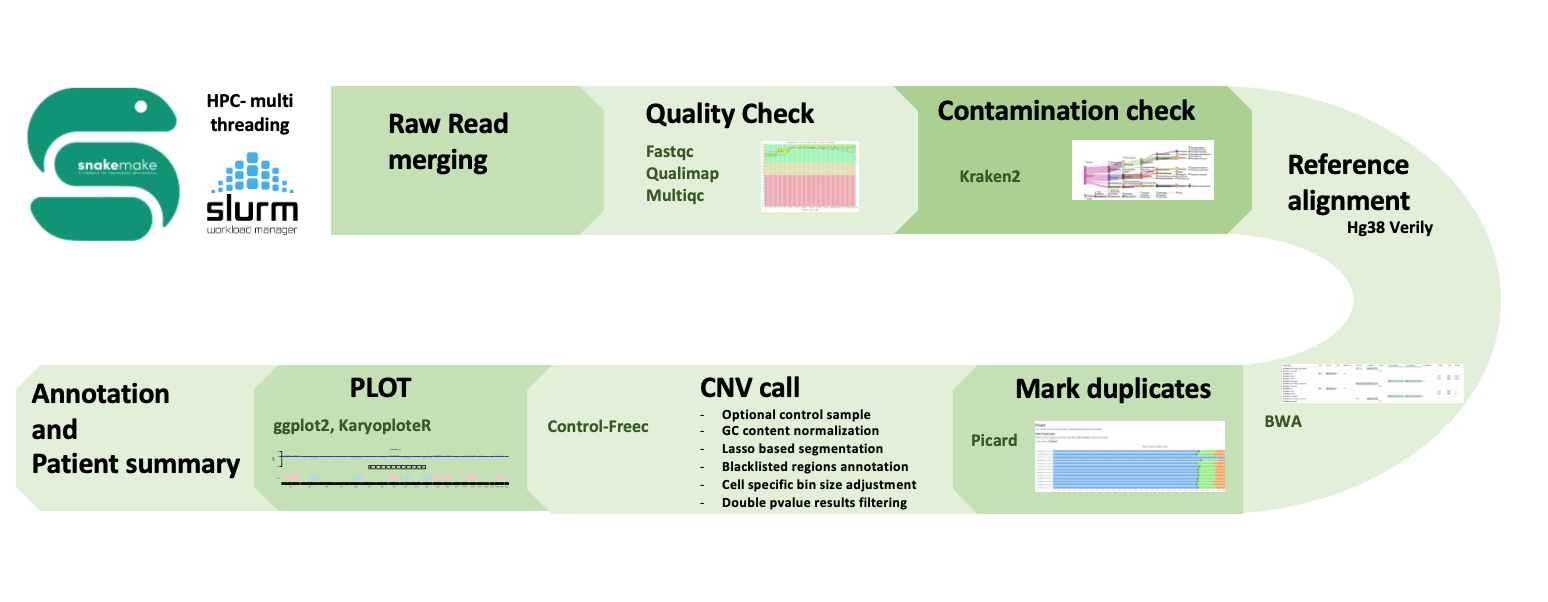 HPC- multi
threading
snakemake
slurm
workload manager
Raw Read
merging
Quality Check
Fastqc
Qualimap
Multiqc
Contamination check
Kraken2
Reference
alignment
Hg38 Verily
BWA
Mark duplicates
Picard
CNV call
Control-Freec
- Optional control sample
- GC content normalization
- Lasso based segmentation
- Blacklisted regions annotation
- Cell specific bin size adjustment
- Double pvalue results filtering
PLOT
ggplot2, KaryoploteR
Annotation
and
Patient summary